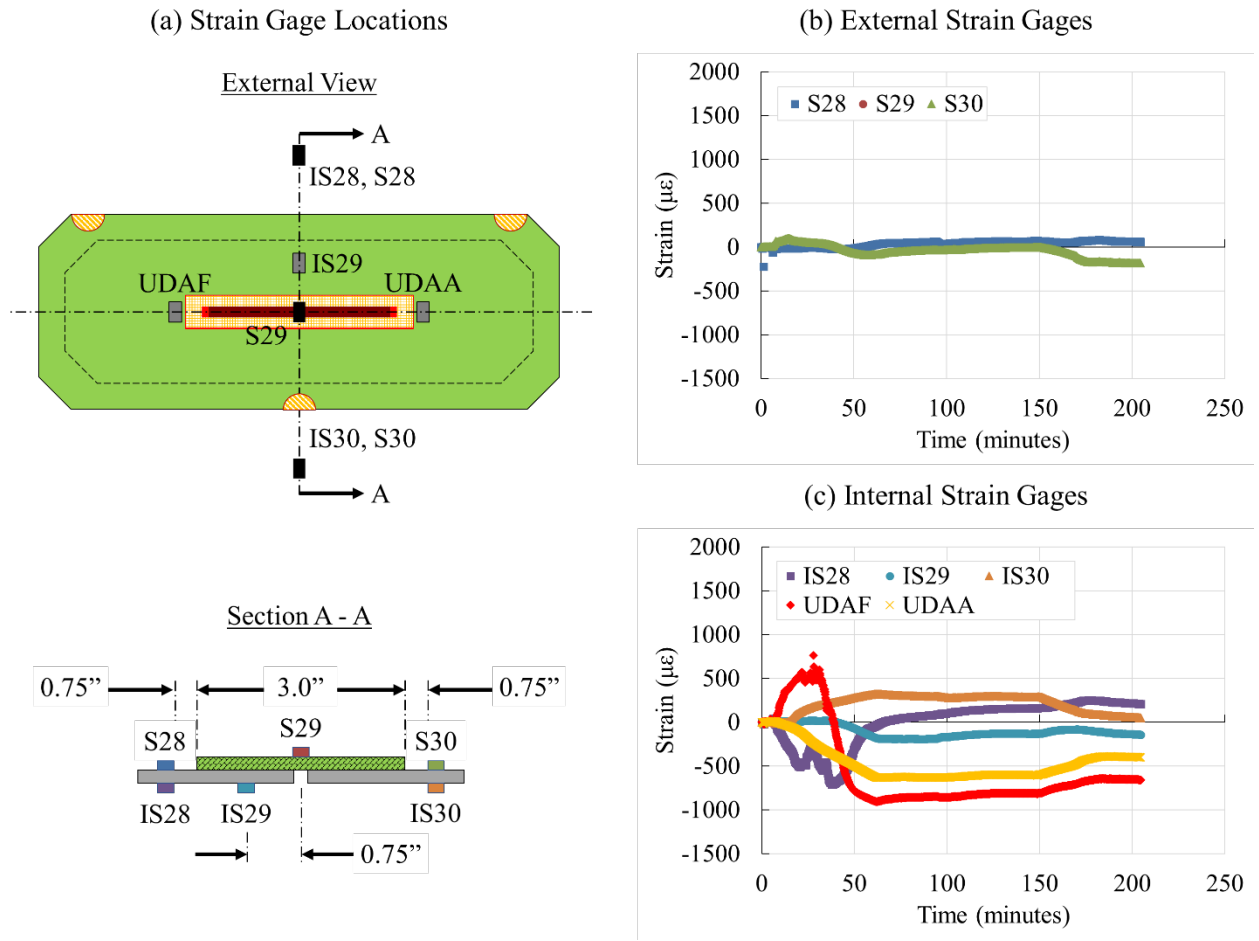 (a) Strain Gage Locations
External View
A
IS28, S28
IS29
UDAF
UDAA
S29
IS30, S30
A
Section A - A
0.75”
3.0”
0.75”
S29
S28
S30
IS28
IS29
IS30
0.75”
(b) External Strain Gages
2000
1500
1000
500
0
-500
-1000
-1500
S28 S29 S30
Strain (με)
0 50 100 150 200 250
Time (minutes)
(c) Internal Strain Gages
2000
1500
1000
500
0
-500
-1000
-1500
IS28 IS29 IS30
UDAF UDAA
Strain (με)
0 50 100 150 200 250
Time (minutes)